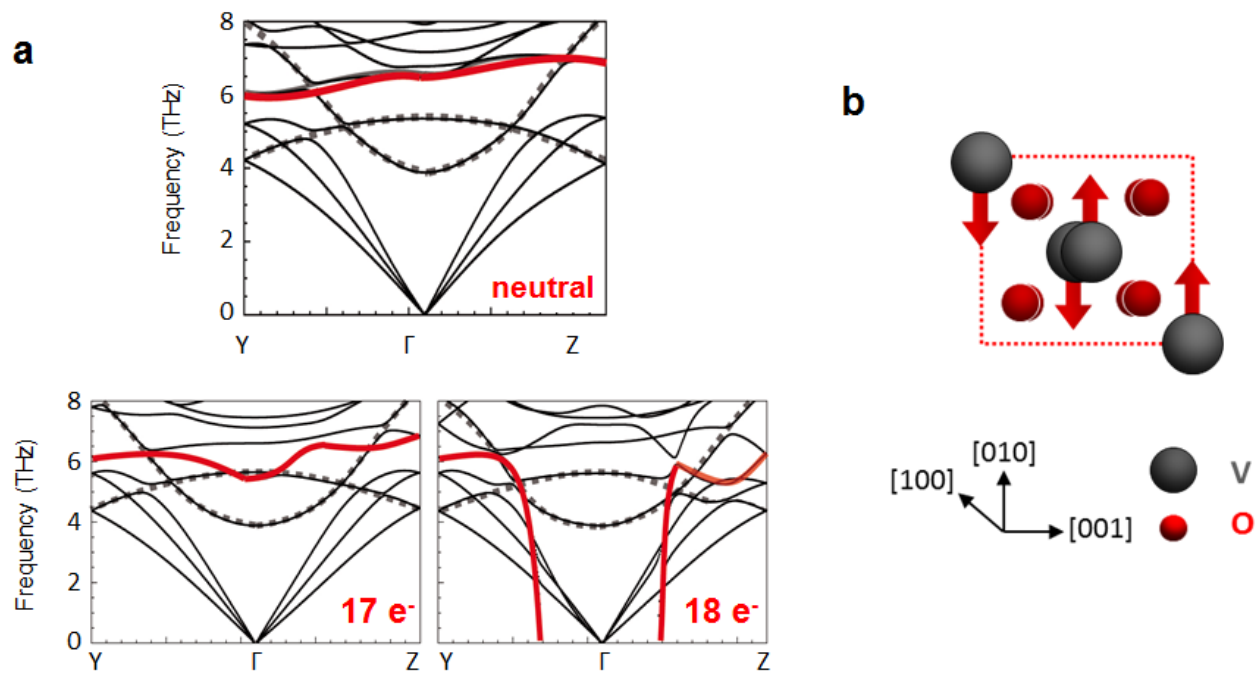 a
8
6
4
2
0
Frequency (THz)
neutral
Y Γ Z
8
6
4
2
0
Frequency (THz)
17 e-
18 e-
Y Γ Z Y Γ Z
b
[010]
[100]
[001]
V
O